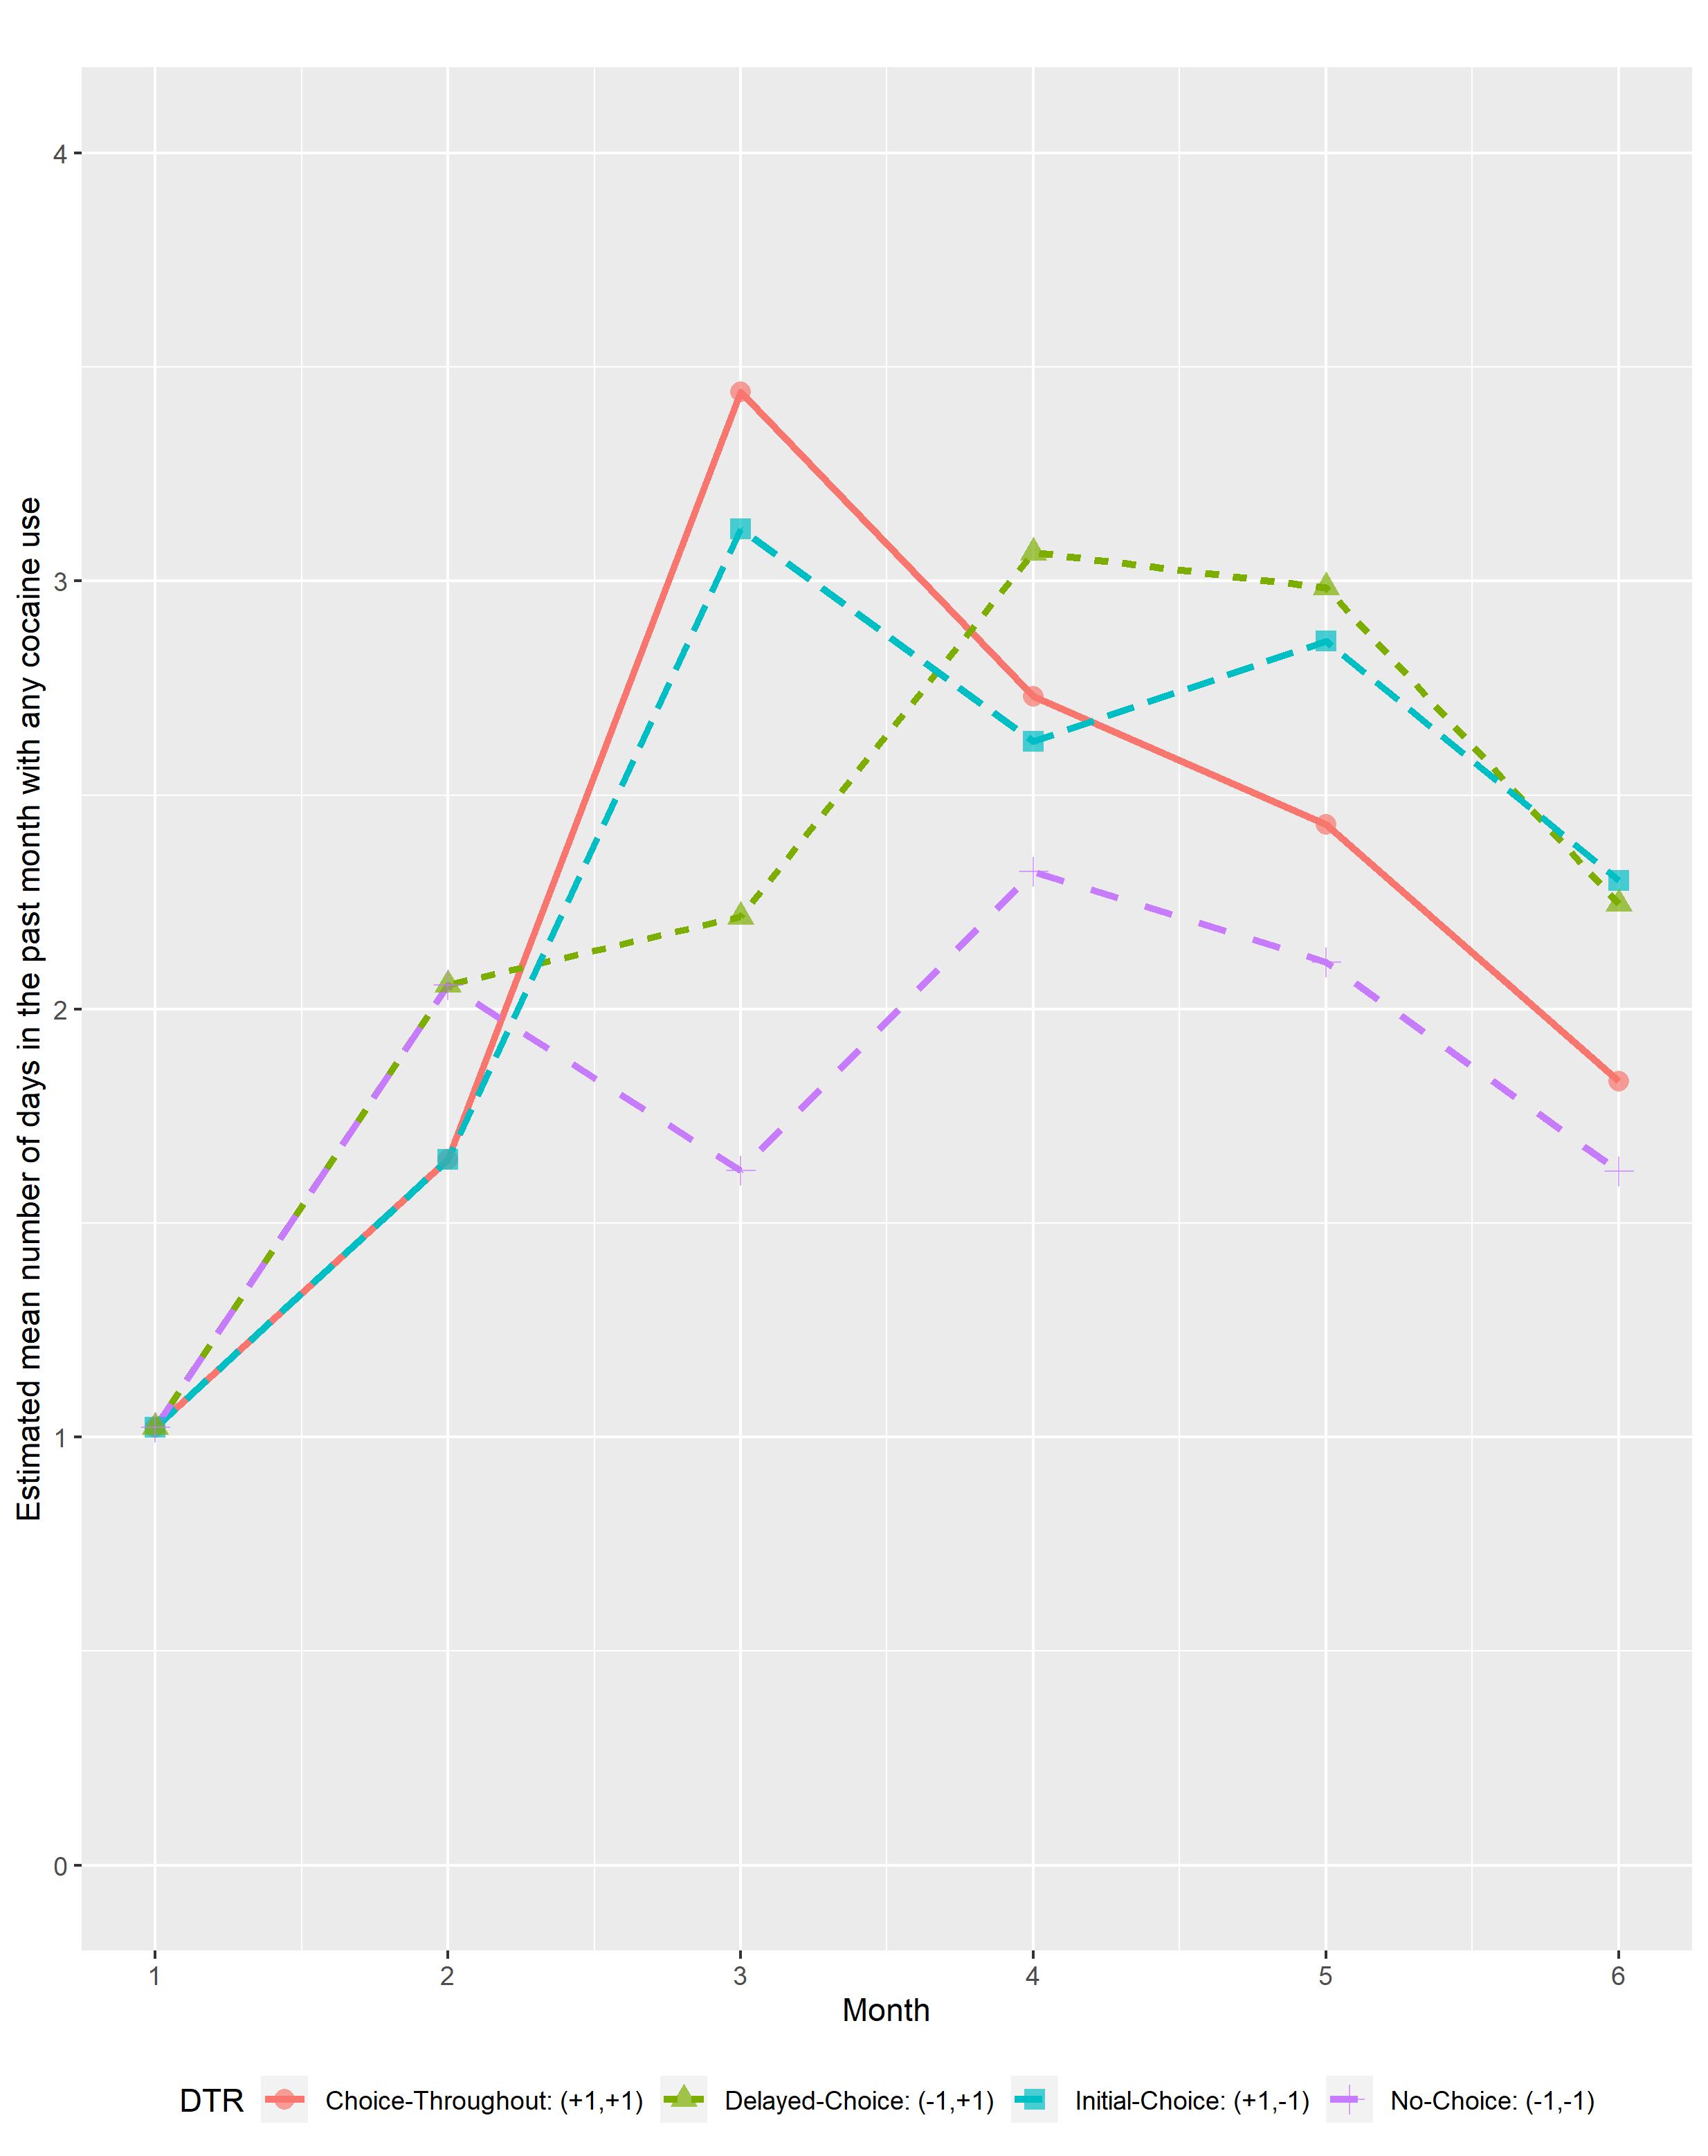 Estimated mean number of days in the past month with any cocaine use
4
3
2
1
0
1 2 3 4 5 6
Month
DTR Choice-Throughout: (+1,+1) Delayed-Choice: (-1,+1) Initial-Choice: (+1,-1) No-Choice: (-1,-1)